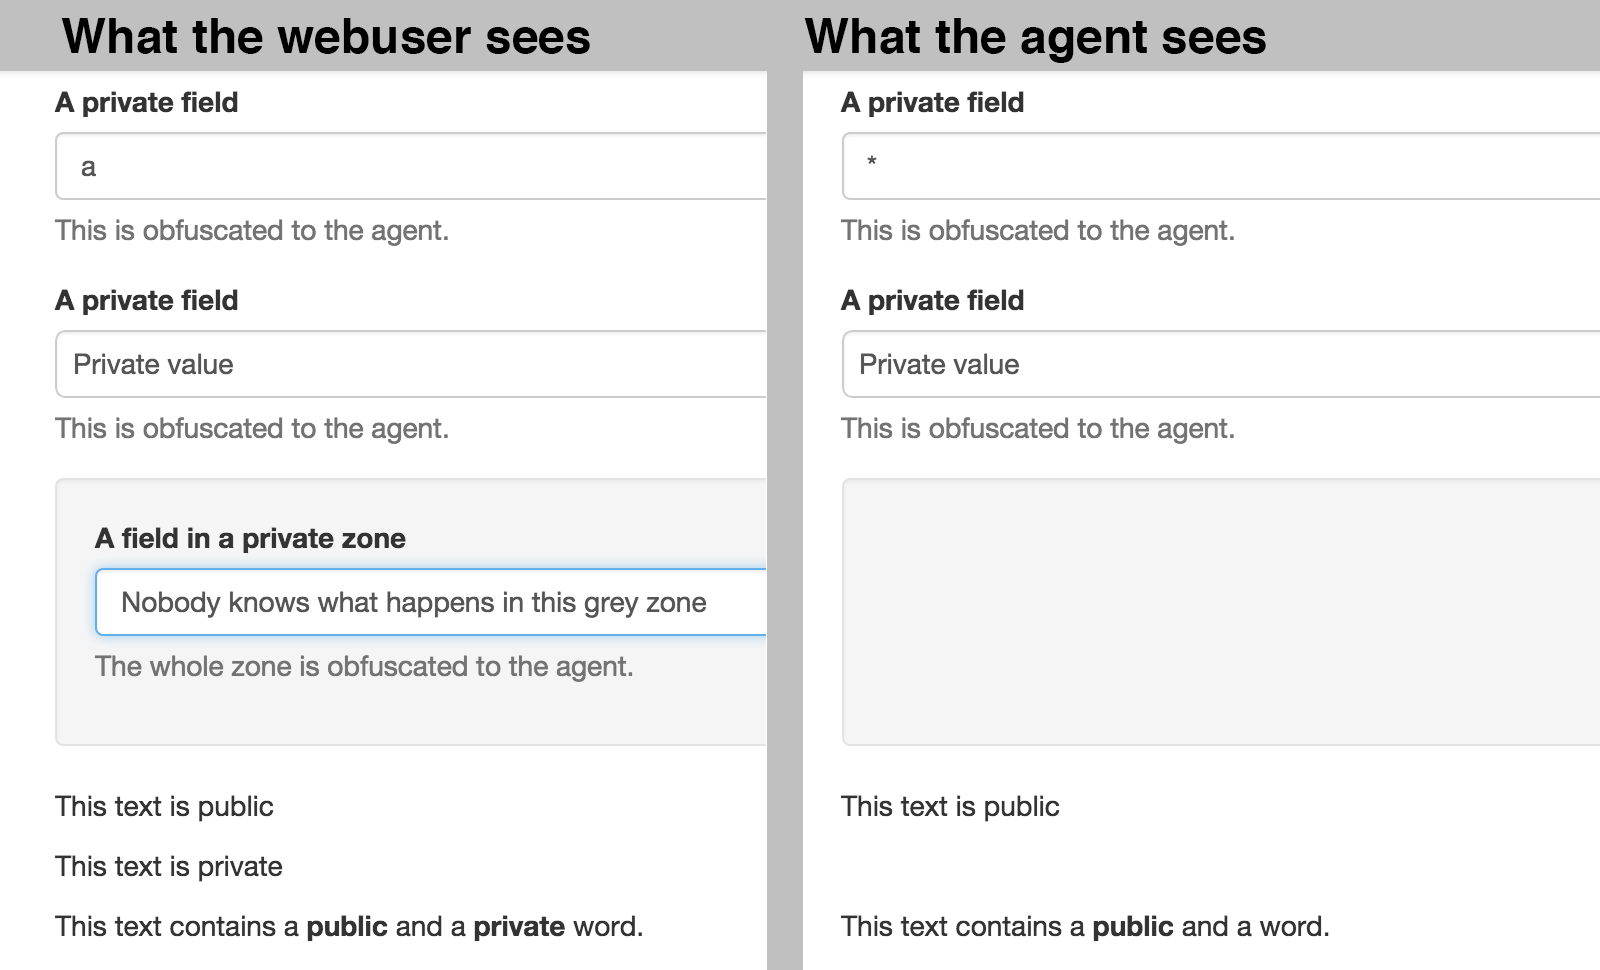 What the webuser sees
A private field
a
This is obfuscated to the agent.
A private field
Private value
This is obfuscated to the agent.
A field in a private zone
Nobody knows what happens in this grey zone
The whole zone is obfuscated to the agent.
This text is public
This text is private
This text contains a public and a private word.
What the agent sees
A private field
*
This is obfuscated to the agent.
A private field
Private value
This is obfuscated to the agent.
This text is public
This text contains a public and a word.